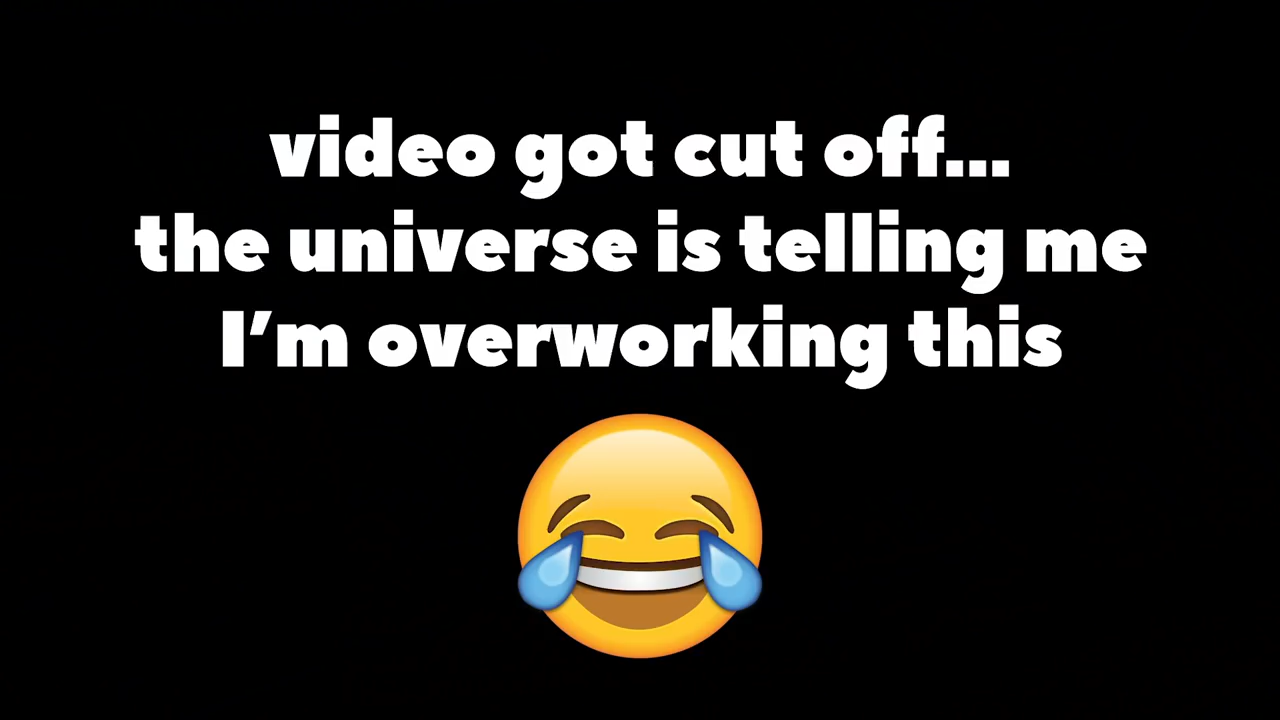 video got cut off...
the universe is telling me
I’m overworking this